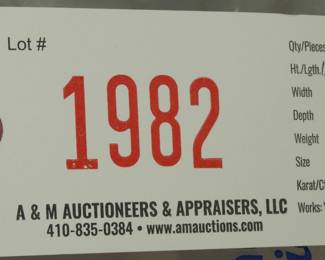 Lot #
1982
A & M AUCTIONEERS & APPRAISERS, LLC
410-835-0384 • www.amauctions.com
Qty/Pieces
Ht./Lgth./
Width
Depth
Weight
Size
Karat/C
Works: